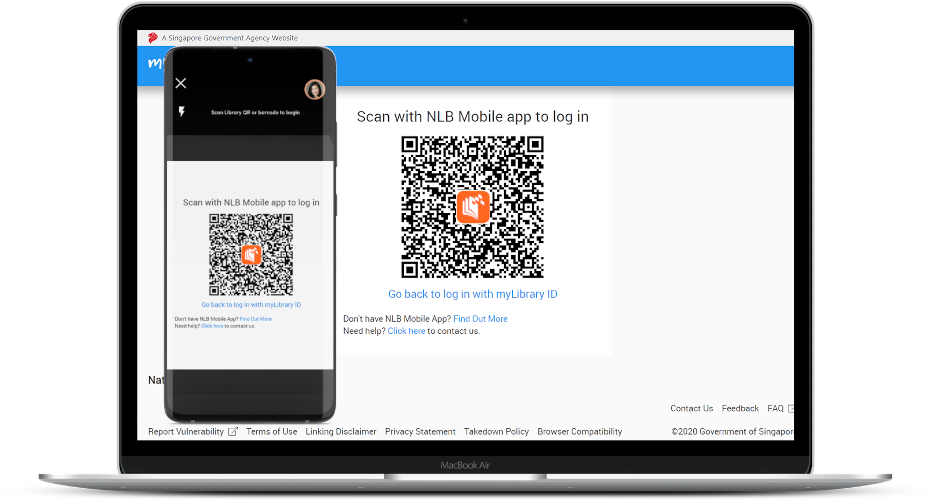 A Singapore Government Agency Website
Scan Library QR or barcode to begin
Scan with NLB Mobile app to log in
Go back to log in with myLibrary ID
Don't have NLB Mobile App? Find Out More
Need help? Click here to contact us.
Scan with NLB Mobile app to log in
Go back to log in with myLibrary ID
Don't have NLB Mobile App? Find Out More
Need help? Click here to contact us.
Nat
Contact Us Feedback FAQ
Report Vulnerability Terms of Use Linking Disclaimer Privacy Statement Takedown Policy Browser Compatibility ©2020 Government of Singapore
MacBook Air